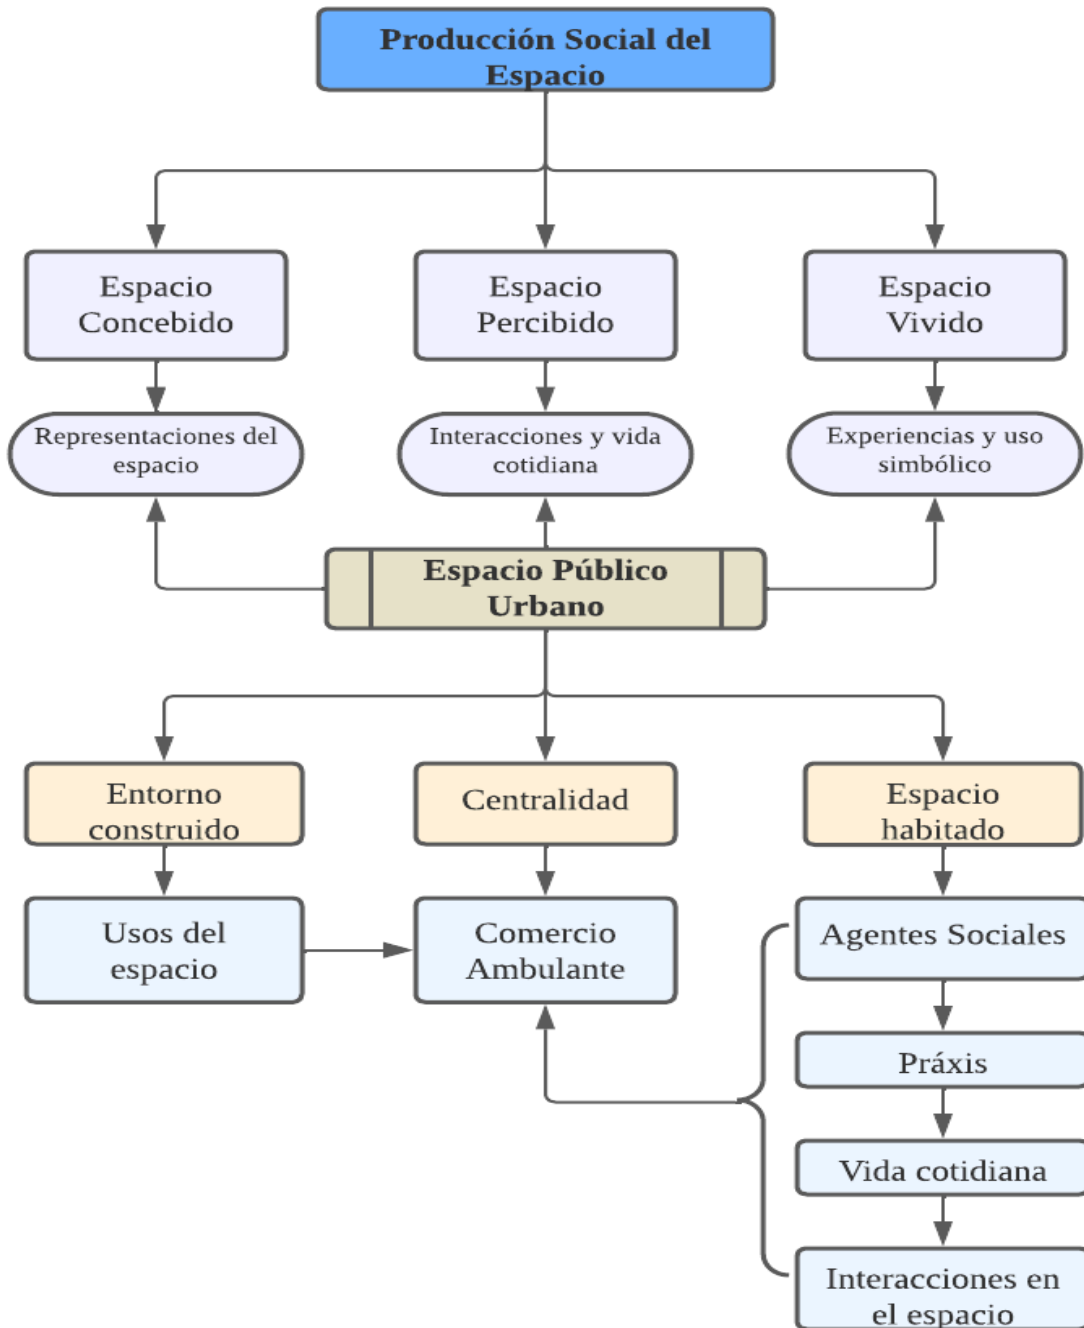 Producción Social del
Espacio
Espacio
Concebido
Espacio
Percibido
Espacio
Vivido
Representaciones del
espacio
Interacciones y vida
cotidiana
Experiencias y uso
simbólico
Espacio Público
Urbano
Entorno
construido
Centralidad
Espacio
habitado
Usos del
espacio
Comercio
Ambulante
Agentes Sociales
Práxis
Vida cotidiana
Interacciones en
el espacio